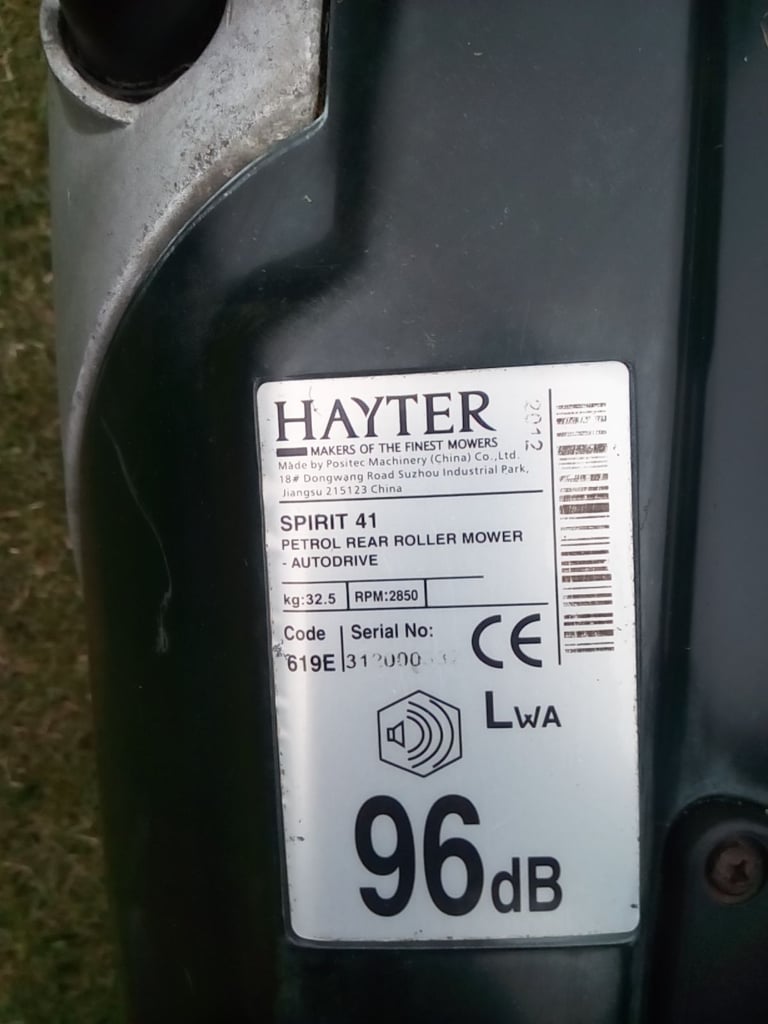 HAYTER
MAKERS OF THE FINEST MOWERS
Made by Positec Machinery (China) Co.,Ltd.
18# Dongwang Road Suzhou Industrial Park,
Jiangsu 215123 China
2012
SPIRIT 41
PETROL REAR ROLLER MOWER
- AUTODRIVE
kg:32.5 RPM:2850
Code Serial No:
619E
CE
LWA
96dB